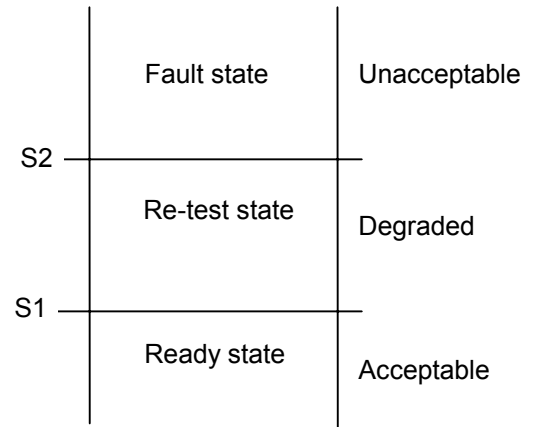 Fault state
Unacceptable
S2
Re-test state
Degraded
S1
Ready state
Acceptable